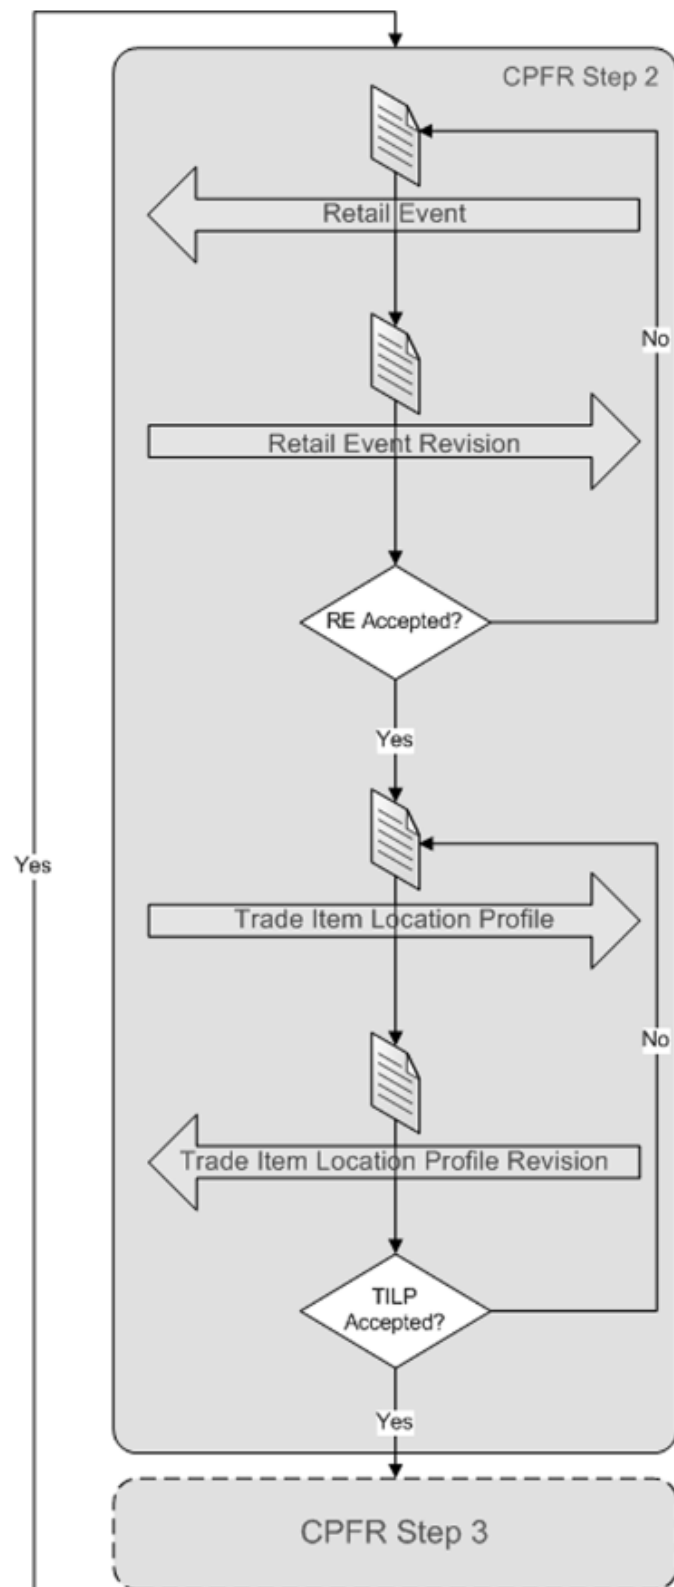 CPFR Step 2
Retail Event
No
Retail Event Revision
RE Accepted?
Yes
Yes
Trade Item Location Profile
No
Trade Item Location Profile Revision
TILP
Accepted?
Yes
CPFR Step 3